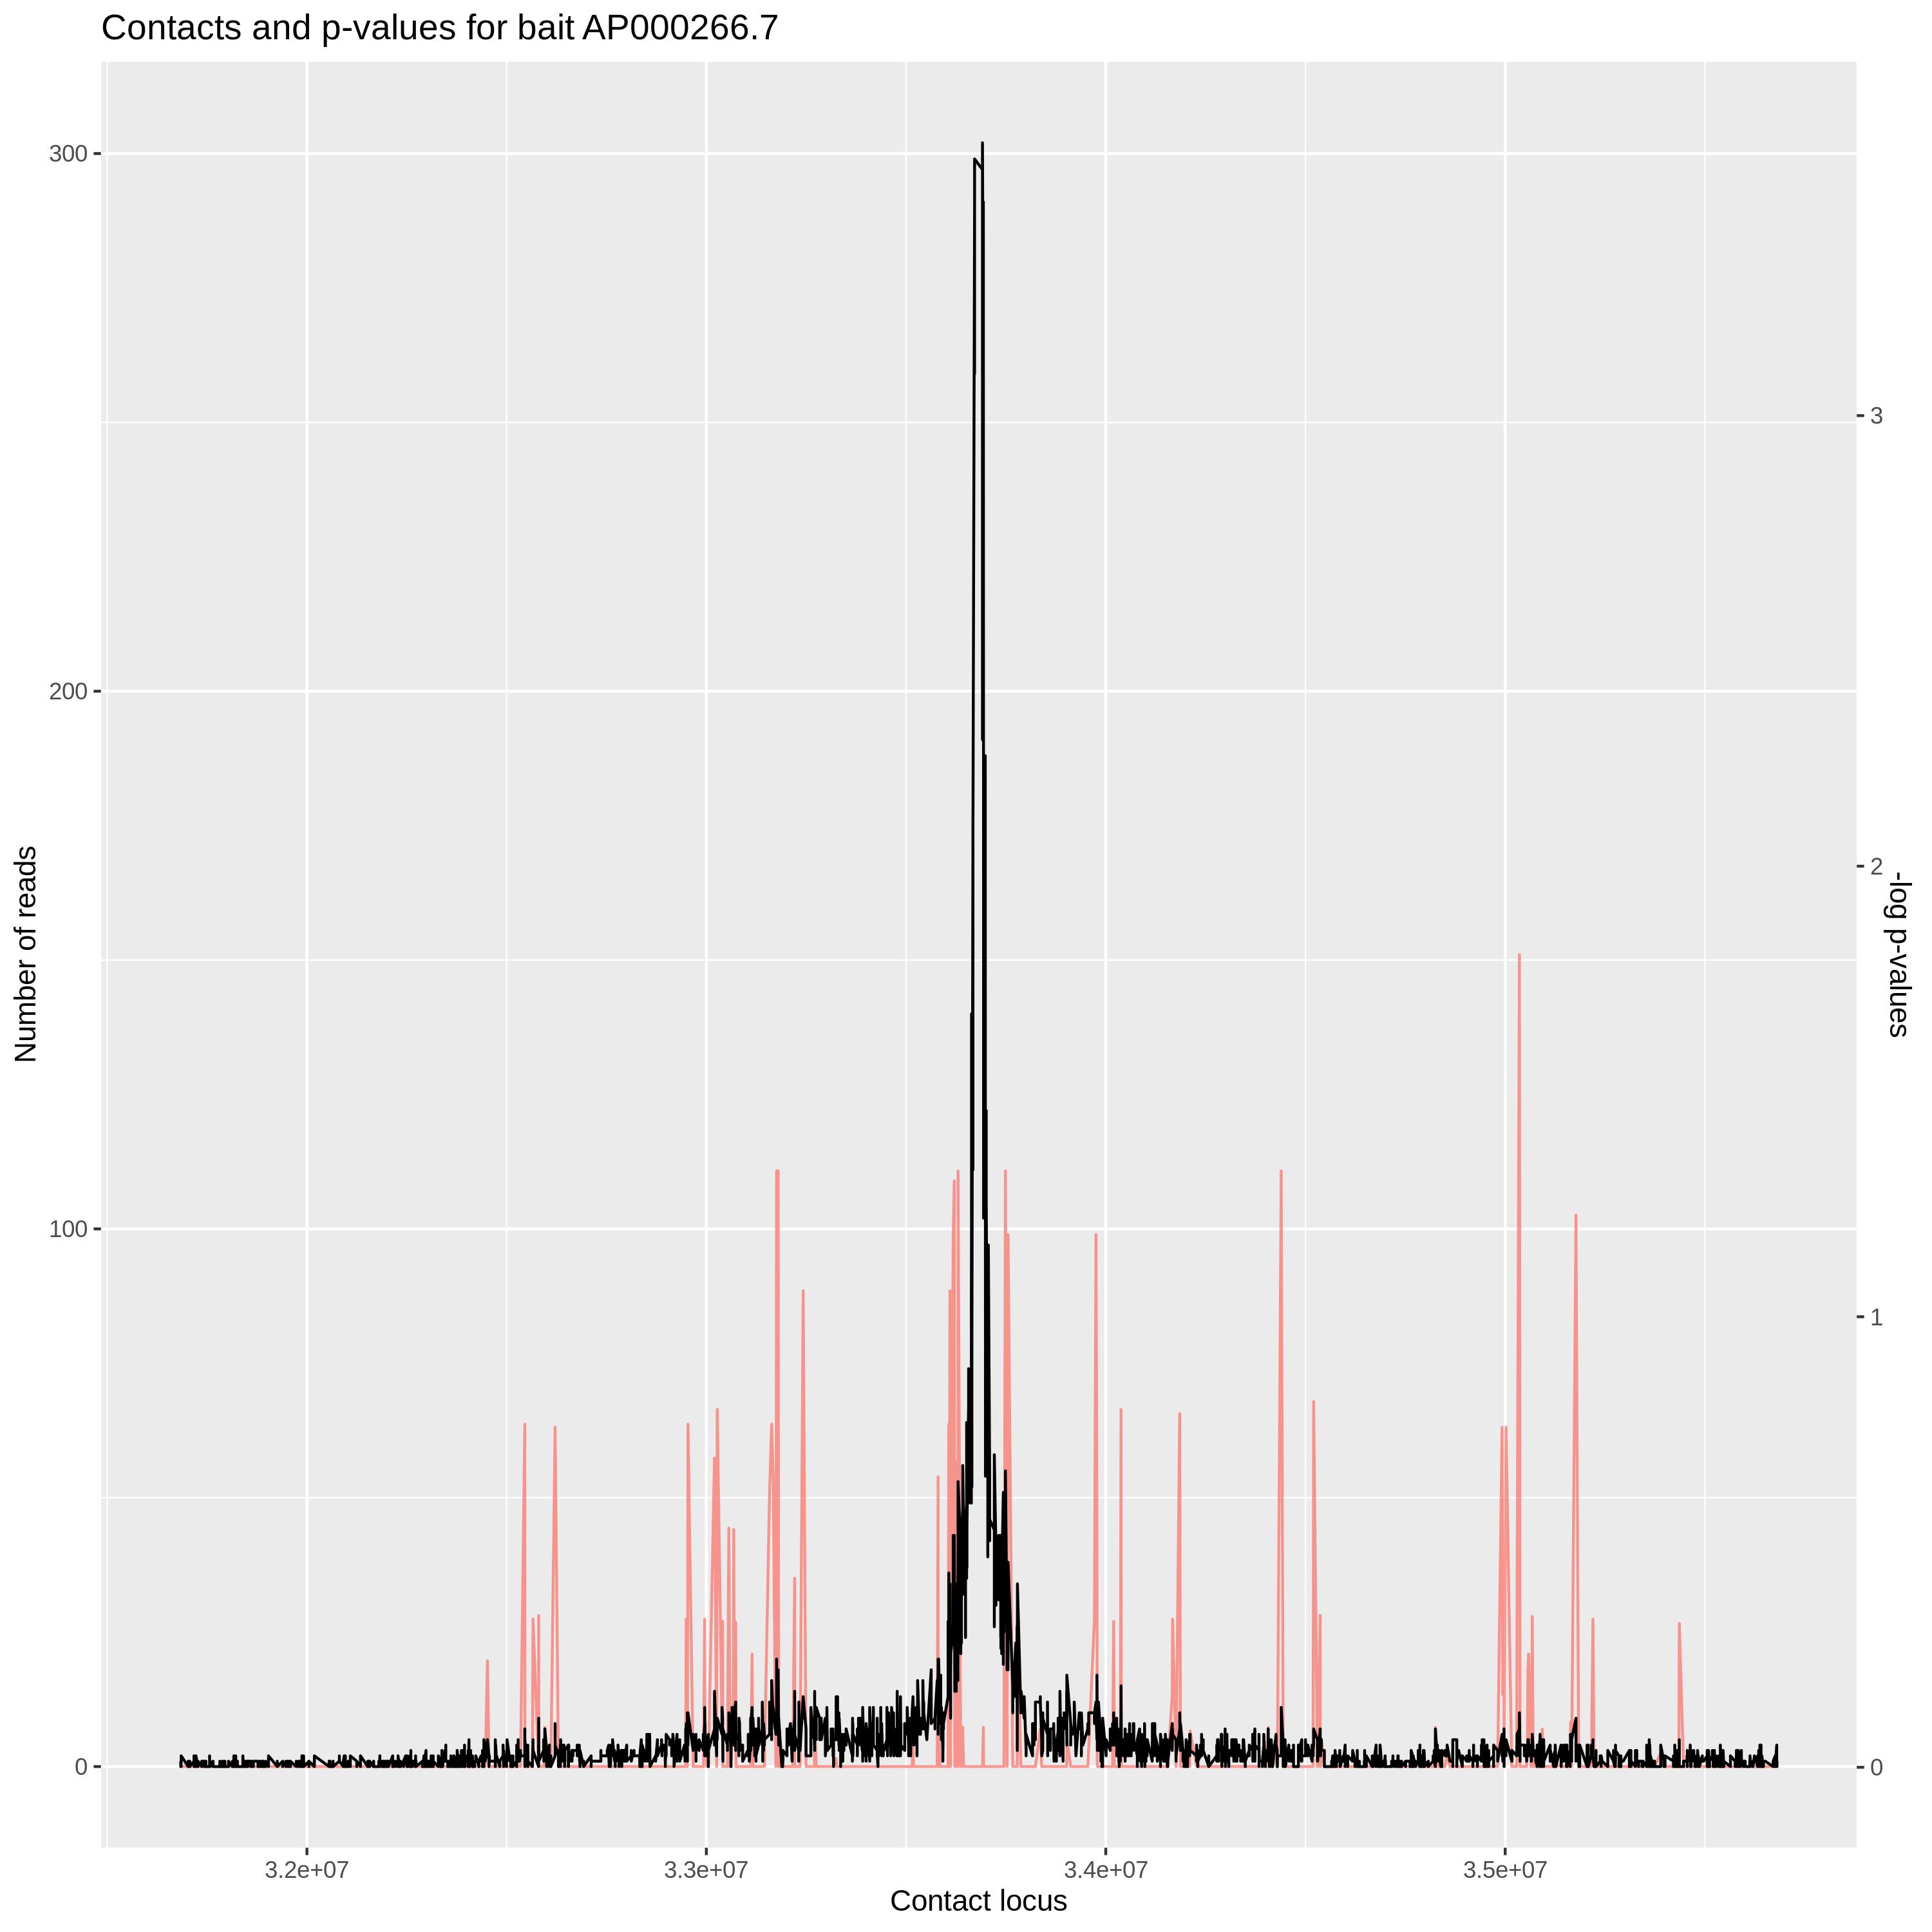 Contacts and p-values for bait AP000266.7
300
200
100
0
Number of reads
3
2
1
0
-log p-values
3.2e+07
3.3e+07
3.4e+07
3.5e+07
Contact locus